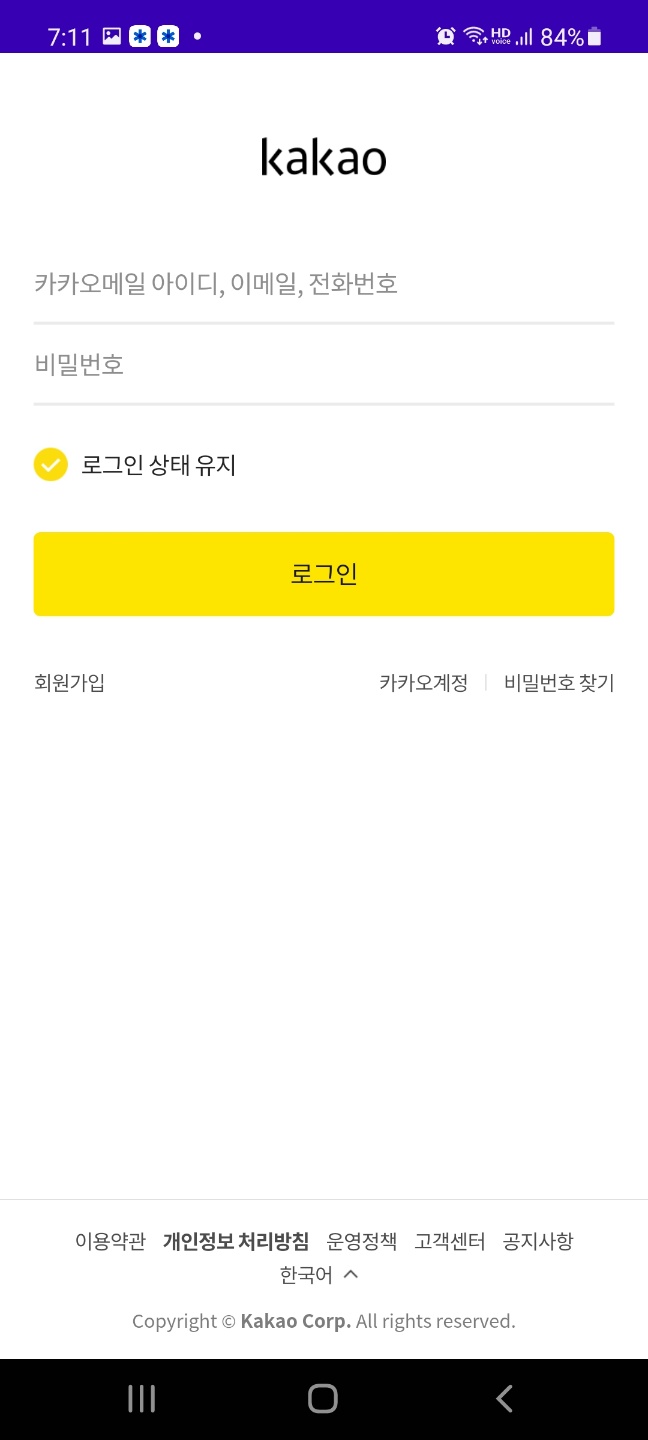 7:11 HD voice 84%
kakao
카카오메일 아이디, 이메일, 전화번호
비밀번호
로그인 상태 유지
로그인
회원가입 카카오계정 비밀번호 찾기
이용약관 개인정보 처리방침 운영정책 고객센터 공지사항
한국어
Copyright © Kakao Corp. All rights reserved.